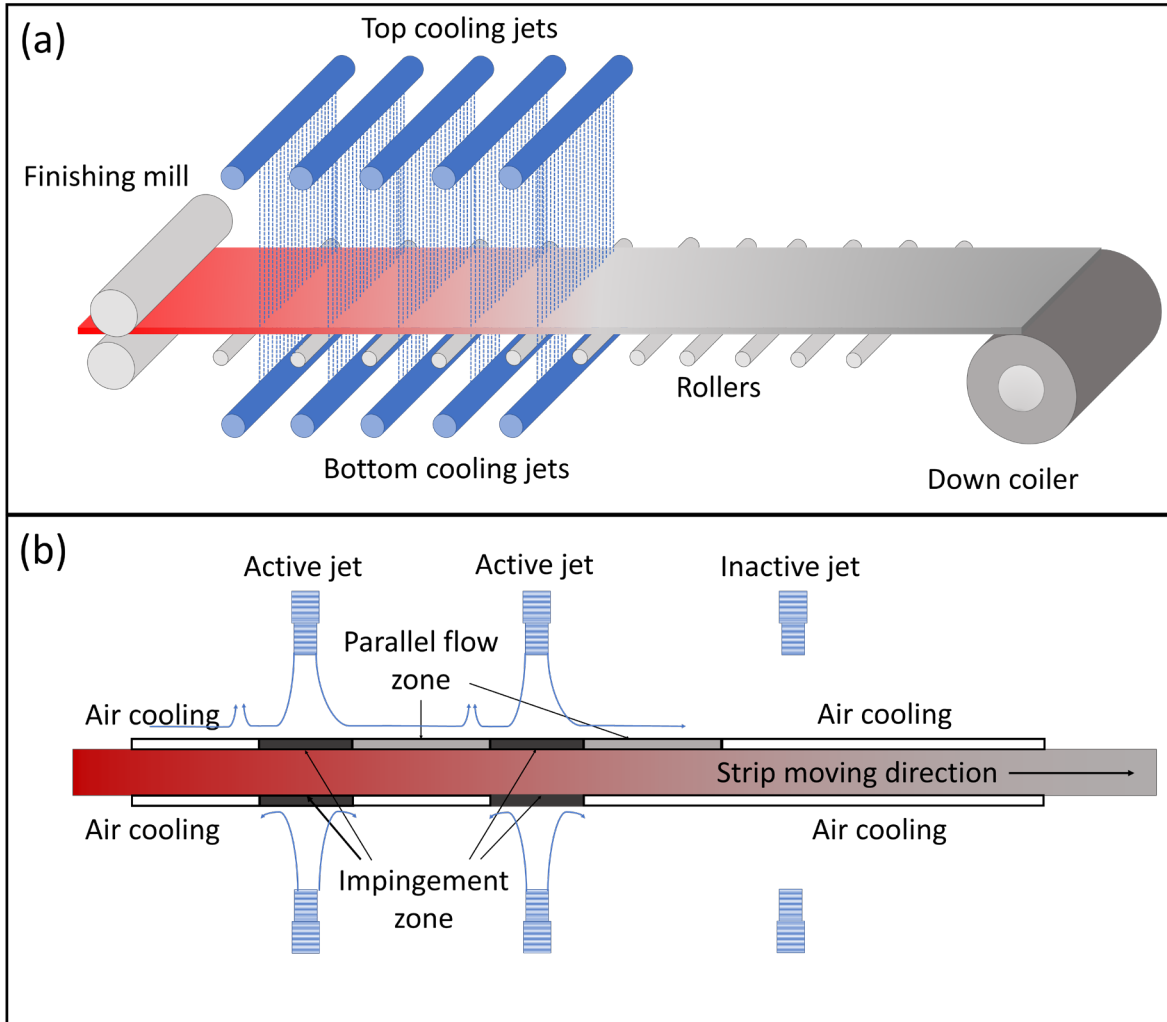 (a)
Top cooling jets
Finishing mill
Rollers
Bottom cooling jets
Down coiler
(b)
Active jet
Active jet
Inactive jet
Parallel flow
zone
Air cooling
Air cooling
Strip moving direction
Air cooling
Air cooling
Impingement
zone